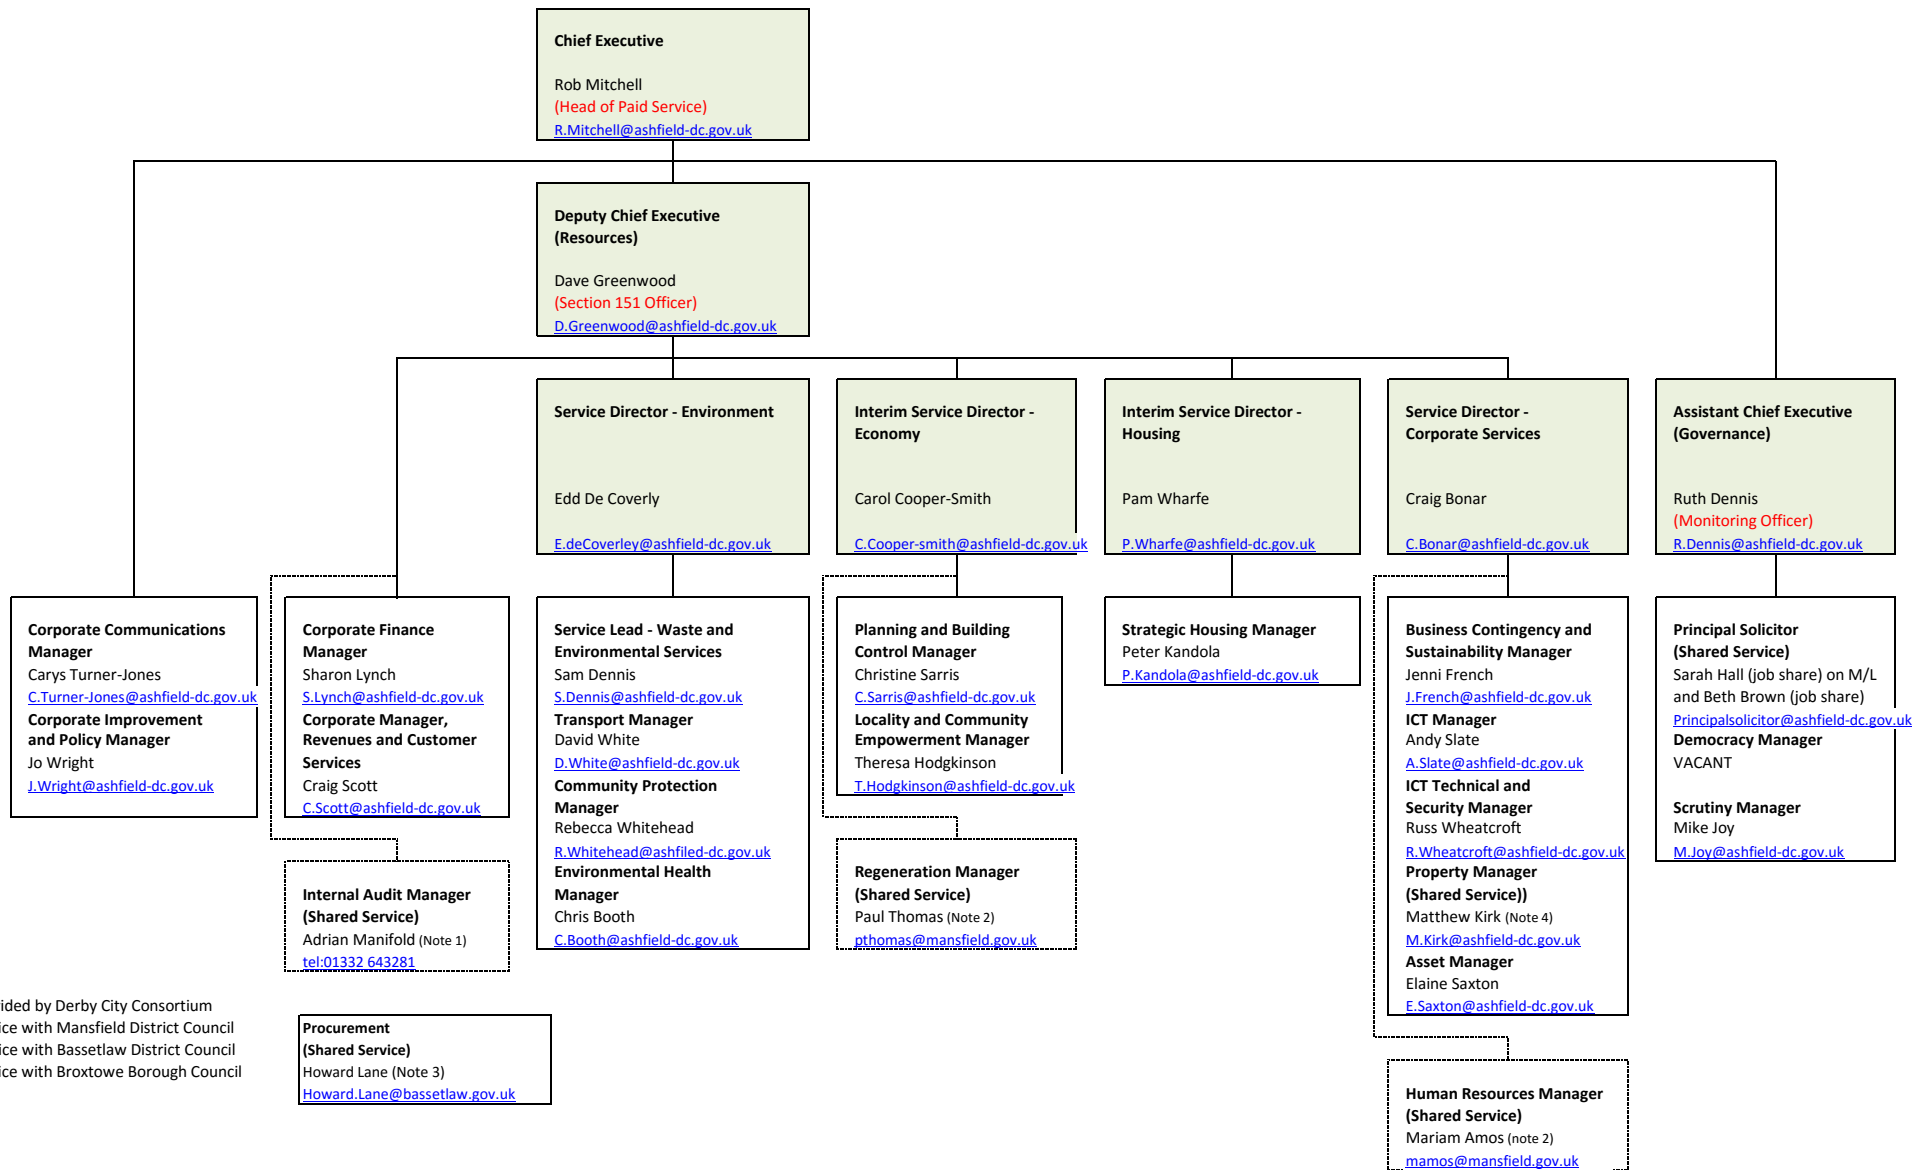 Chief Executive
Rob Mitchell
(Head of Paid Service)
R.Mitchell@ashfield-dc.gov.uk
Deputy Chief Executive
(Resources)
Dave Greenwood
(Section 151 Officer)
D.Greenwood@ashfield-dc.gov.uk
Service Director - Environment
Edd De Coverly
E.deCoverley@ashfield-dc.gov.uk
Interim Service Director -
Economy
Carol Cooper-Smith
C.Cooper-smith@ashfield-dc.gov.uk
Interim Service Director -
Housing
Pam Wharfe
P.Wharfe@ashfield-dc.gov.uk
Service Director -
Corporate Services
Craig Bonar
C.Bonar@ashfield-dc.gov.uk
Assistant Chief Executive
(Governance)
Ruth Dennis
(Monitoring Officer)
R.Dennis@ashfield-dc.gov.uk
Corporate Communications
Manager
Carys Turner-Jones
C.Turner-Jones@ashfield-dc.gov.uk
Corporate Improvement
and Policy Manager
Jo Wright
J.Wright@ashfield-dc.gov.uk
Corporate Finance
Manager
Sharon Lynch
S.Lynch@ashfield-dc.gov.uk
Corporate Manager,
Revenues and Customer
Services
Craig Scott
C.Scott@ashfield-dc.gov.uk
Service Lead - Waste and
Environmental Services
Sam Dennis
S.Dennis@ashfield-dc.gov.uk
Transport Manager
David White
D.White@ashfield-dc.gov.uk
Community Protection
Manager
Rebecca Whitehead
R.Whitehead@ashfiled-dc.gov.uk
Environmental Health
Manager
Chris Booth
C.Booth@ashfield-dc.gov.uk
Planning and Building
Control Manager
Christine Sarris
C.Sarris@ashfield-dc.gov.uk
Locality and Community
Empowerment Manager
Theresa Hodgkinson
T.Hodgkinson@ashfield-dc.gov.uk
Strategic Housing Manager
Peter Kandola
P.Kandola@ashfield-dc.gov.uk
Business Contingency and
Sustainability Manager
Jenni French
J.French@ashfield-dc.gov.uk
ICT Manager
Andy Slate
A.Slate@ashfield-dc.gov.uk
ICT Technical and
Security Manager
Russ Wheatcroft
R.Wheatcroft@ashfield-dc.gov.uk
Property Manager
(Shared Service))
Matthew Kirk (Note 4)
M.Kirk@ashfield-dc.gov.uk
Asset Manager
Elaine Saxton
E.Saxton@ashfield-dc.gov.uk
Principal Solicitor
(Shared Service)
Sarah Hall (job share) on M/L
and Beth Brown (job share)
Principalsolicitor@ashfield-dc.gov.uk
Democracy Manager
VACANT
Scrutiny Manager
Mike Joy
M.Joy@ashfield-dc.gov.uk
Internal Audit Manager
(Shared Service)
Adrian Manifold (Note 1)
tel:01332 643281
Regeneration Manager
(Shared Service)
Paul Thomas (Note 2)
pthomas@mansfield.gov.uk
vided by Derby City Consortium
ice with Mansfield District Council
ice with Bassetlaw District Council
ice with Broxtowe Borough Council
Procurement
(Shared Service)
Howard Lane (Note 3)
Howard.Lane@bassetlaw.gov.uk
Human Resources Manager
(Shared Service)
Mariam Amos (note 2)
mamos@mansfield.gov.uk